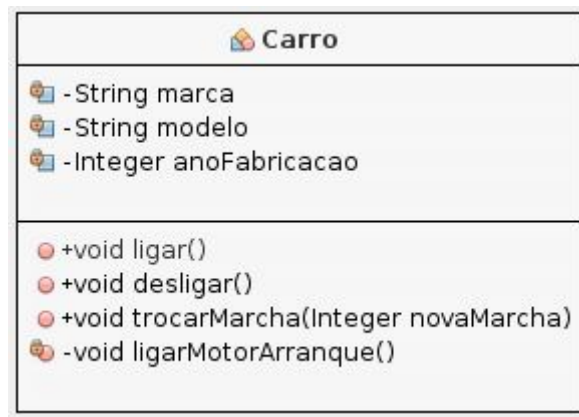 Carro
-String marca
-String modelo
-Integer anoFabricacao
+void ligar()
+void desligar()
+void trocarMarcha(Integer novaMarcha)
-void ligarMotorArranque()